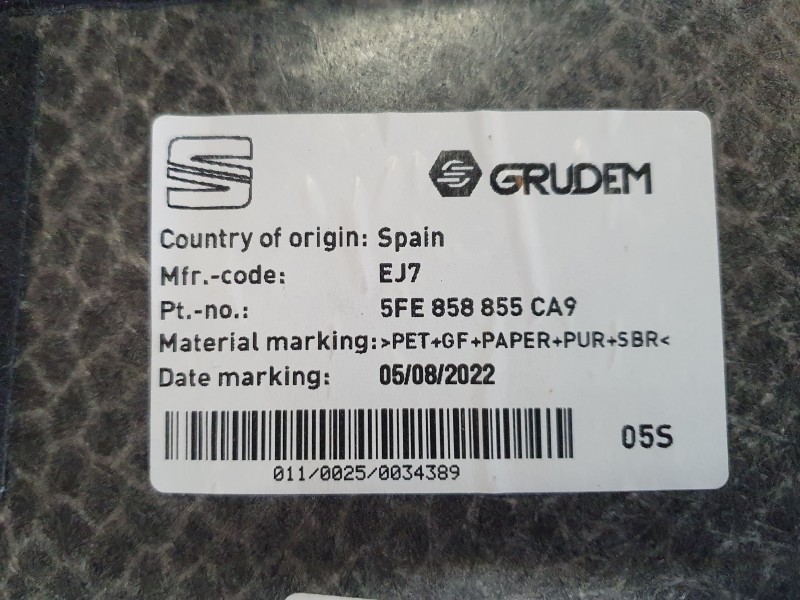 GRUDEM
Country of origin: Spain
Mfr.-code: EJ7
Pt.-no.: 5FE 858 855 CA9
Material marking:>PET+GF+PAPER+PUR+SBR<
Date marking: 05/08/2022
05S
011/0025/0034389